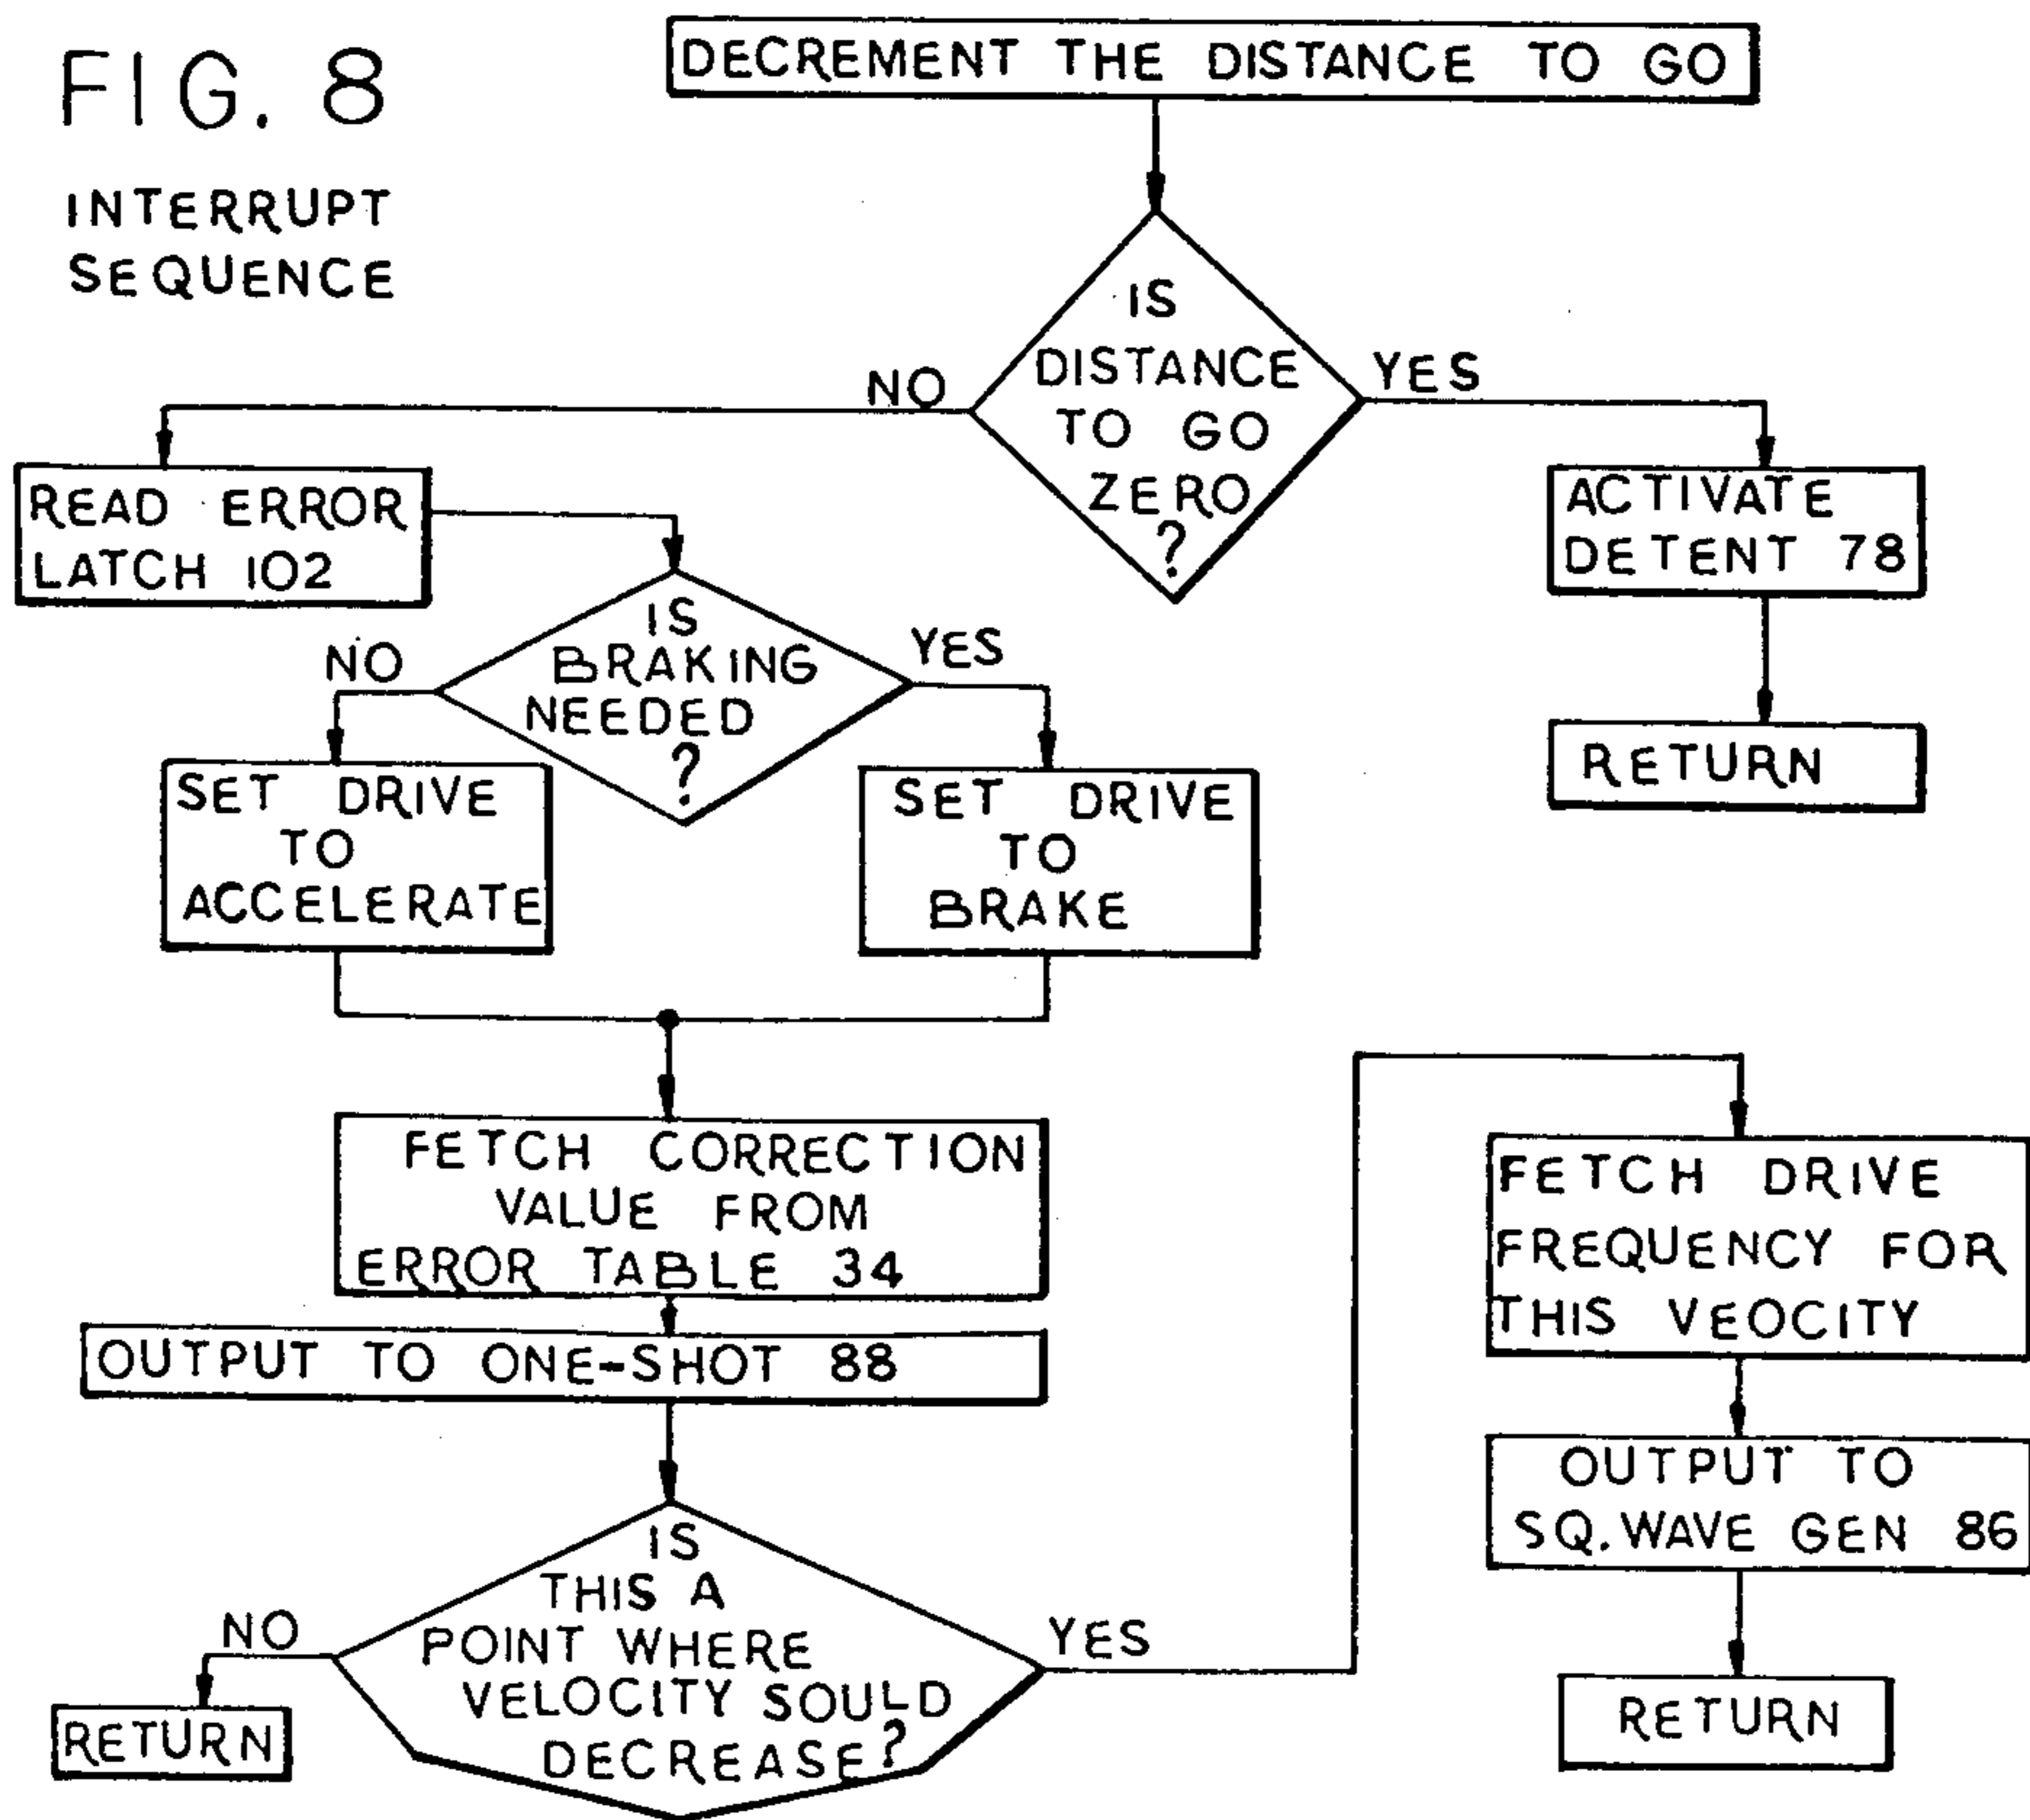 FIG. 8
INTERRUPT
SEQUENCE
DECREMENT THE DISTANCE TO GO
IS
DISTANCE
TO GO
ZERO
?
NO
YES
READ ERROR
LATCH 102
ACTIVATE
DETENT 78
RETURN
IS
BRAKING
NEEDED
?
NO
YES
SET DRIVE
TO
ACCELERATE
SET DRIVE
TO
BRAKE
FETCH CORRECTION
VALUE FROM
ERROR TABLE 34
OUTPUT TO ONE-SHOT 88
IS
THIS A
POINT WHERE
VELOCITY SOULD
DECREASE?
NO
YES
RETURN
FETCH DRIVE
FREQUENCY FOR
THIS VEOCITY
OUTPUT TO
SQ. WAVE GEN 86
RETURN